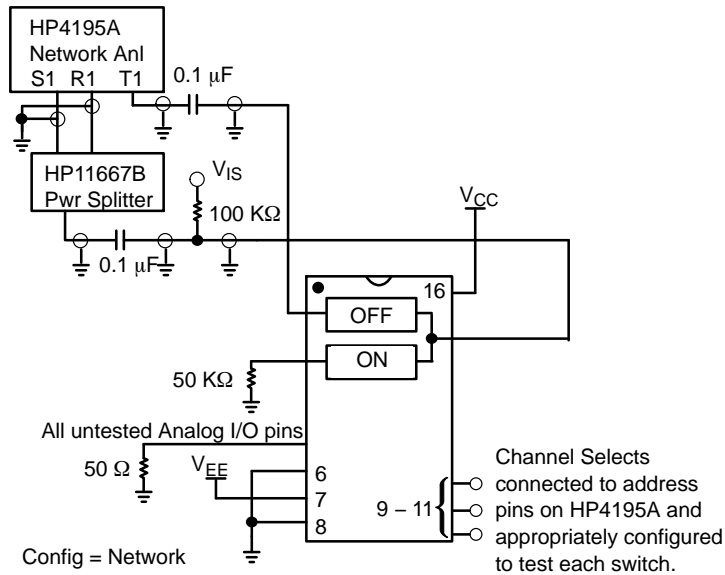 HP4195A
Network Anl
S1 R1 T1
0.1 μF
HP11667B
Pwr Splitter
VIS
100 KΩ
0.1 μF
VCC
16
OFF
ON
50 KΩ
All untested Analog I/O pins
50 Ω
VEE
6
7
8
9 – 11
Channel Selects
connected to address
pins on HP4195A and
appropriately configured
to test each switch.
Config = Network